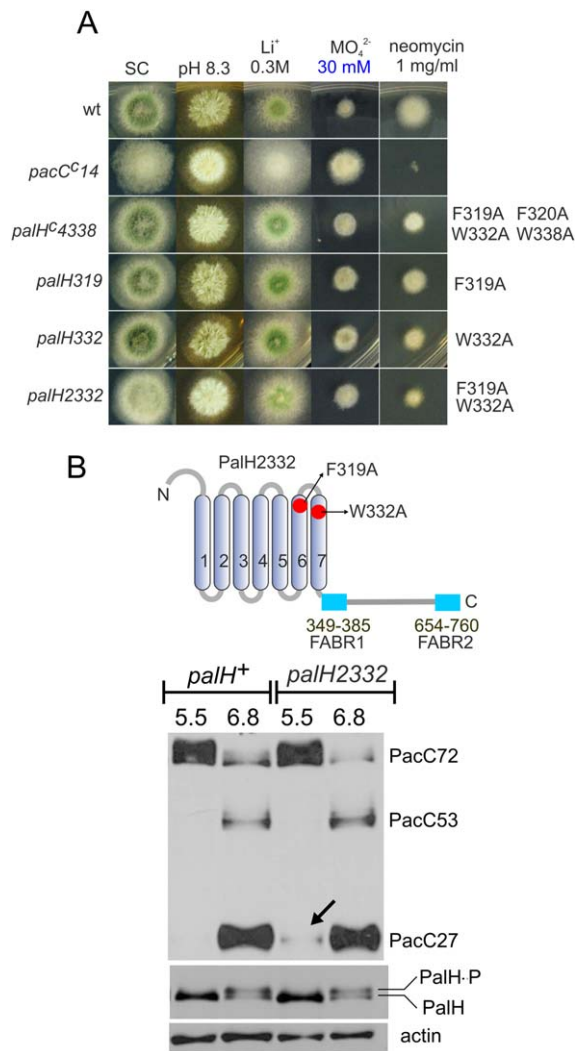 A
SC pH 8.3 Li+ 0.3M MO₄²⁻ 30 mM neomycin 1 mg/ml
wt
pacCᶜ14
palHᶜ4338 F319A F320A
W332A W338A
palH319 F319A
palH332 W332A
palH2332 F319A
W332A
B
PalH2332
F319A
N
W332A
1 2 3 4 5 6 7
C
349-385 654-760
FABR1 FABR2
palH+ palH2332
5.5 6.8 5.5 6.8
PacC72
PacC53
PacC27
PalH·P
PalH
actin